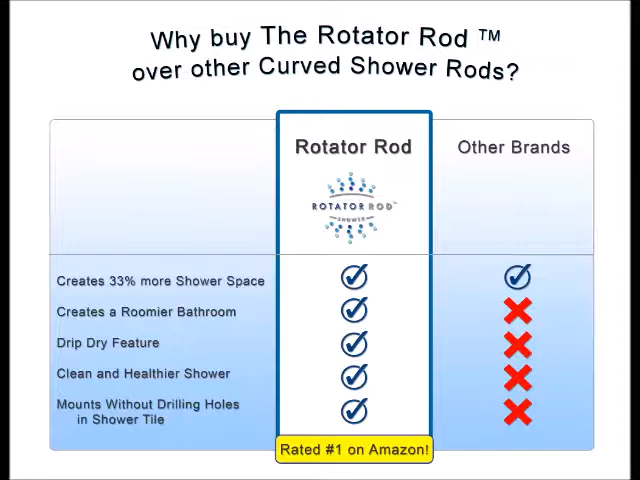 Why buy The Rotator Rod ™
over other Curved Shower Rods?
Rotator Rod
Other Brands
ROTATOR ROD™
SHOWER
Creates 33% more Shower Space
Creates a Roomier Bathroom
Drip Dry Feature
Clean and Healthier Shower
Mounts Without Drilling Holes
in Shower Tile
Rated #1 on Amazon!